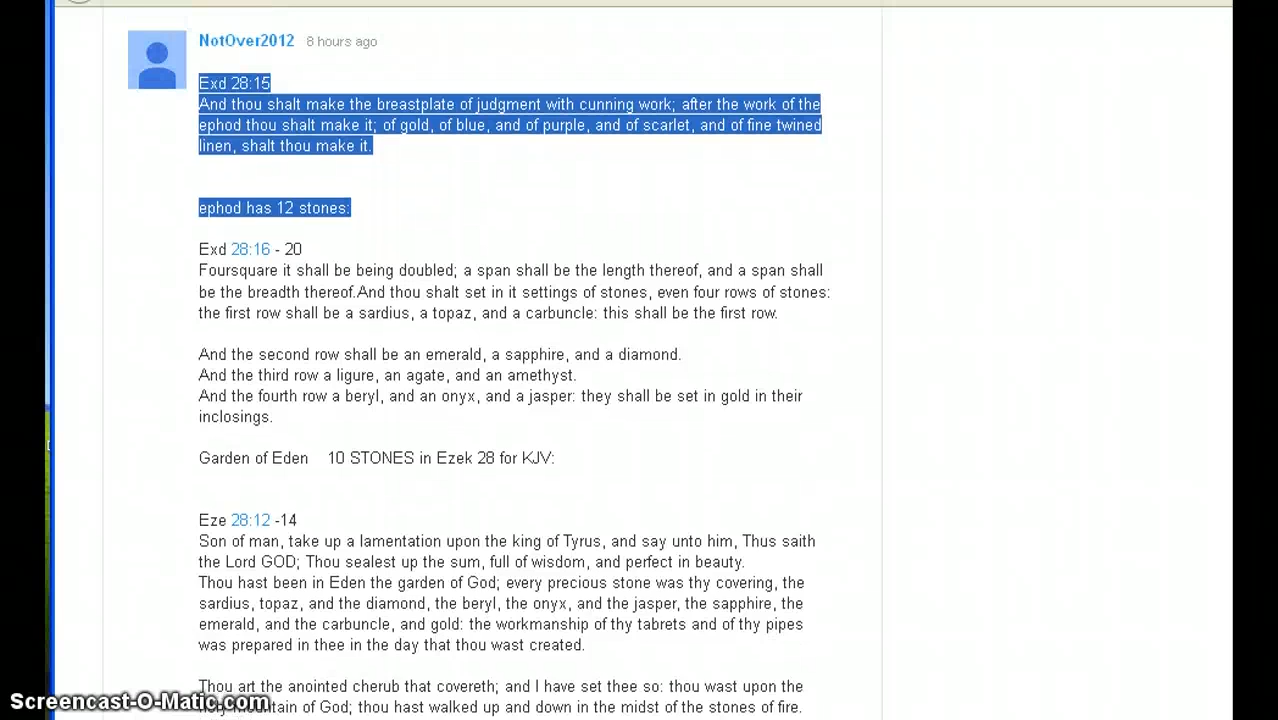 NotOver2012 8 hours ago
Exd 28:15
And thou shalt make the breastplate of judgment with cunning work; after the work of the
ephod thou shalt make it; of gold, of blue, and of purple, and of scarlet, and of fine twined
linen, shalt thou make it.
ephod has 12 stones:
Exd 28:16 - 20
Foursquare it shall be being doubled; a span shall be the length thereof, and a span shall
be the breadth thereof.And thou shalt set in it settings of stones, even four rows of stones:
the first row shall be a sardius, a topaz, and a carbuncle: this shall be the first row.
And the second row shall be an emerald, a sapphire, and a diamond.
And the third row a ligure, an agate, and an amethyst.
And the fourth row a beryl, and an onyx, and a jasper: they shall be set in gold in their
inclosings.
Garden of Eden 10 STONES in Ezek 28 for KJV:
Eze 28:12 -14
Son of man, take up a lamentation upon the king of Tyrus, and say unto him, Thus saith
the Lord GOD; Thou sealest up the sum, full of wisdom, and perfect in beauty.
Thou hast been in Eden the garden of God; every precious stone was thy covering, the
sardius, topaz, and the diamond, the beryl, the onyx, and the jasper, the sapphire, the
emerald, and the carbuncle, and gold: the workmanship of thy tabrets and of thy pipes
was prepared in thee in the day that thou wast created.
Thou art the anointed cherub that covereth; and I have set thee so: thou wast upon the
holy mountain of God; thou hast walked up and down in the midst of the stones of fire.
Screencast-O-Matic.com